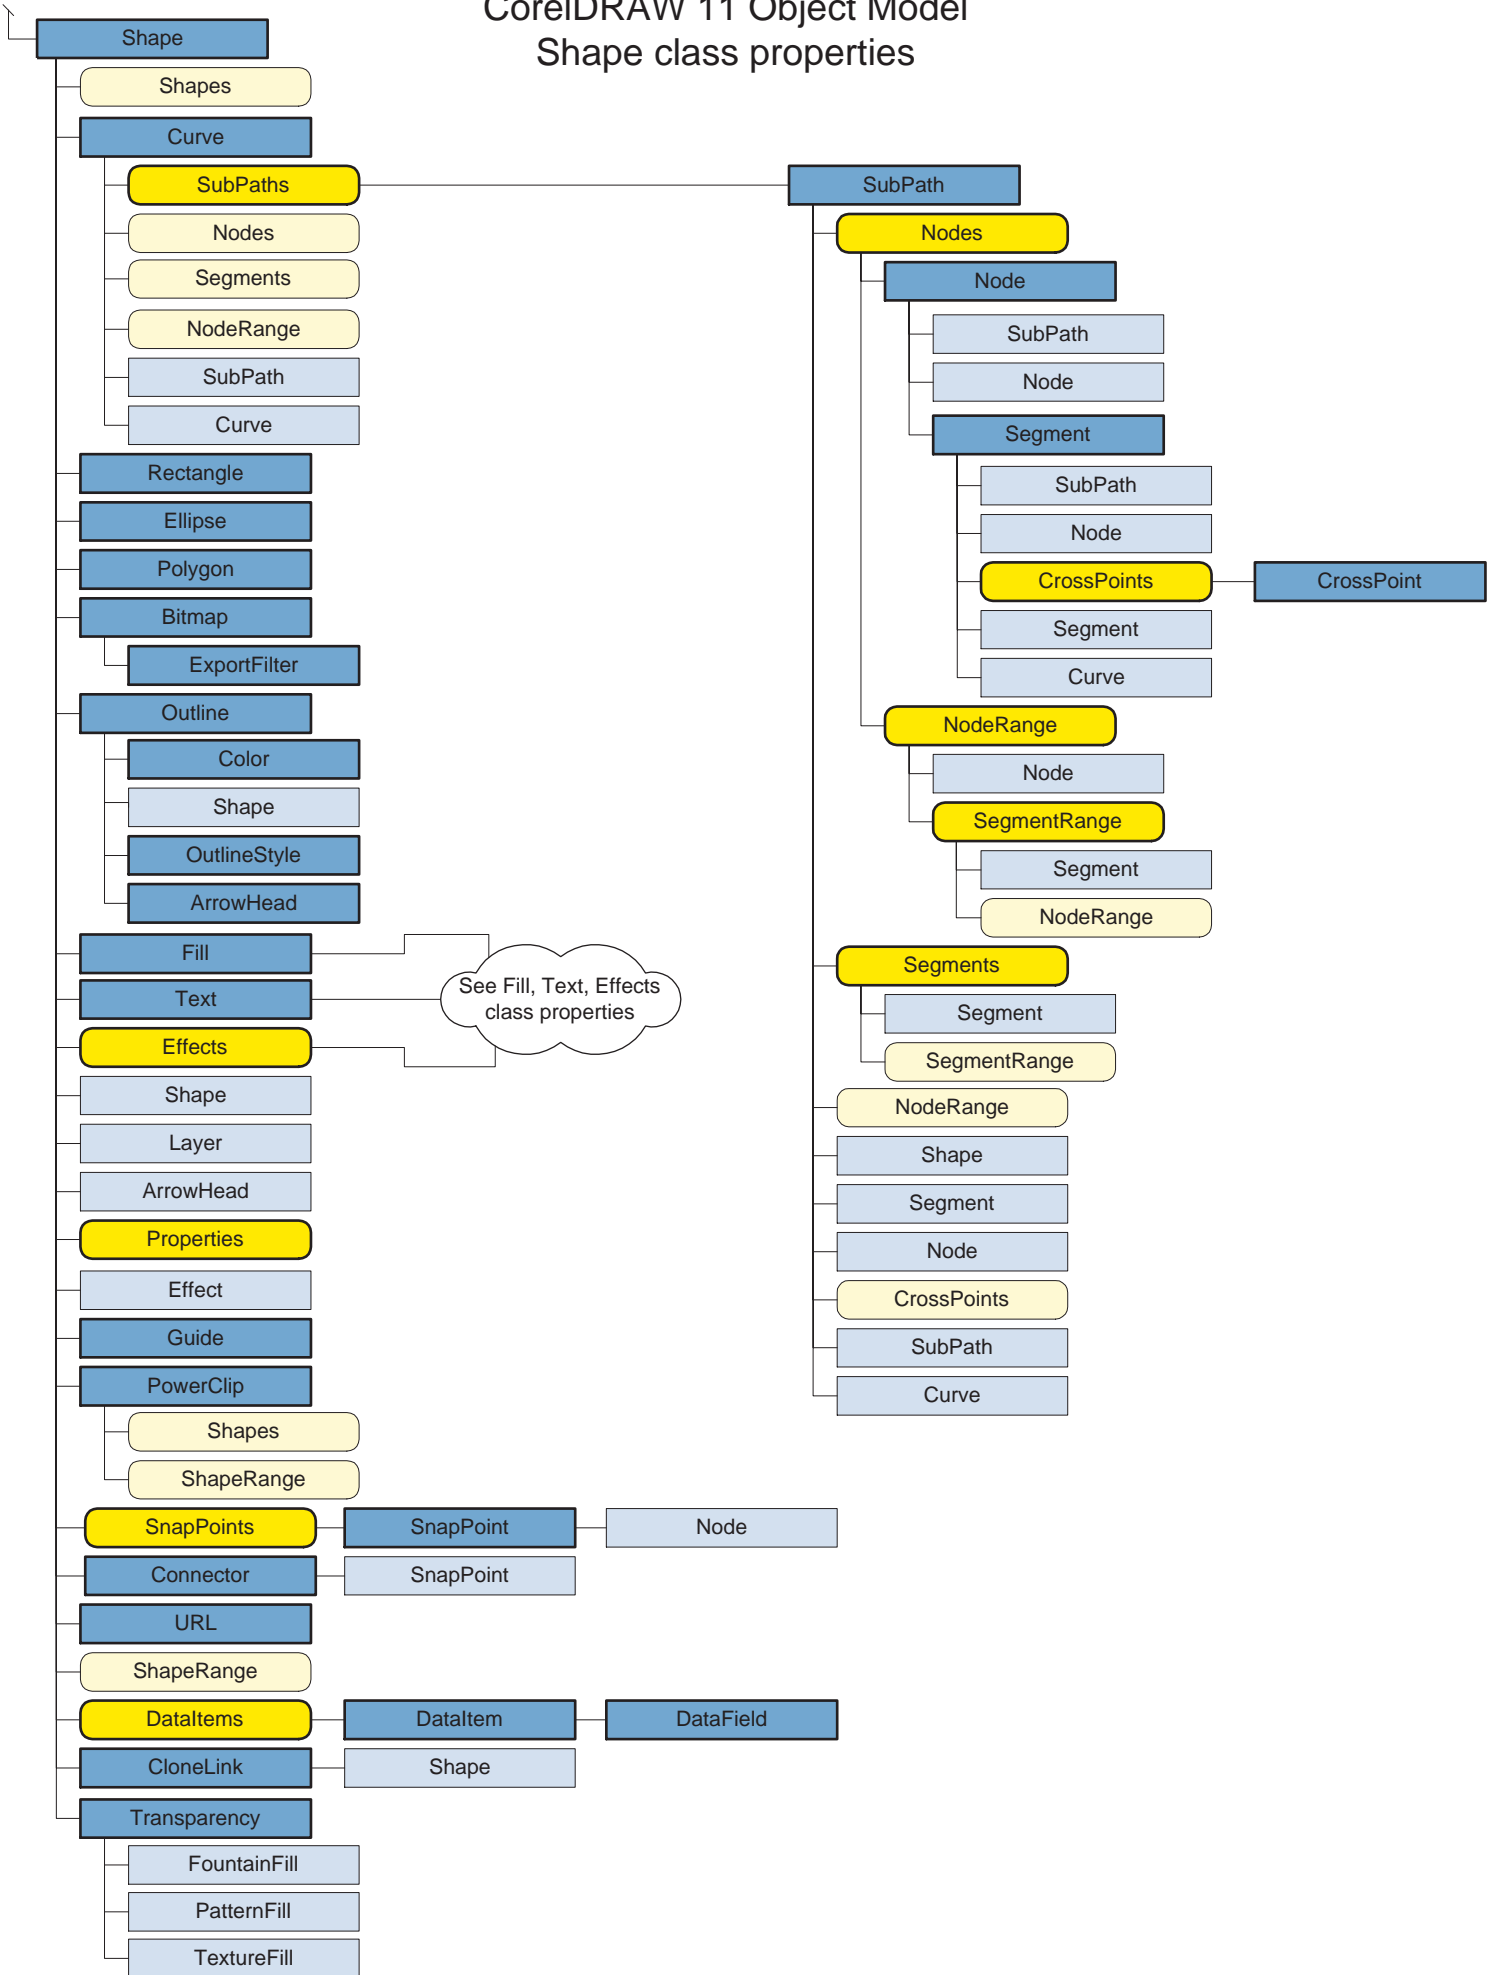 CorelDRAW 11 Object Model
Shape class properties
Shape
Shapes
Curve
SubPaths
Nodes
Segments
NodeRange
SubPath
Curve
Rectangle
Ellipse
Polygon
Bitmap
ExportFilter
Outline
Color
Shape
OutlineStyle
ArrowHead
Fill
Text
Effects
See Fill, Text, Effects
class properties
Shape
Layer
ArrowHead
Properties
Effect
Guide
PowerClip
Shapes
ShapeRange
SnapPoints
SnapPoint
Node
Connector
SnapPoint
URL
ShapeRange
DataItems
DataItem
DataField
CloneLink
Shape
Transparency
FountainFill
PatternFill
TextureFill
SubPath
Nodes
Node
SubPath
Node
Segment
SubPath
Node
CrossPoints
CrossPoint
Segment
Curve
NodeRange
Node
SegmentRange
Segment
NodeRange
Segments
Segment
SegmentRange
NodeRange
Shape
Segment
Node
CrossPoints
SubPath
Curve